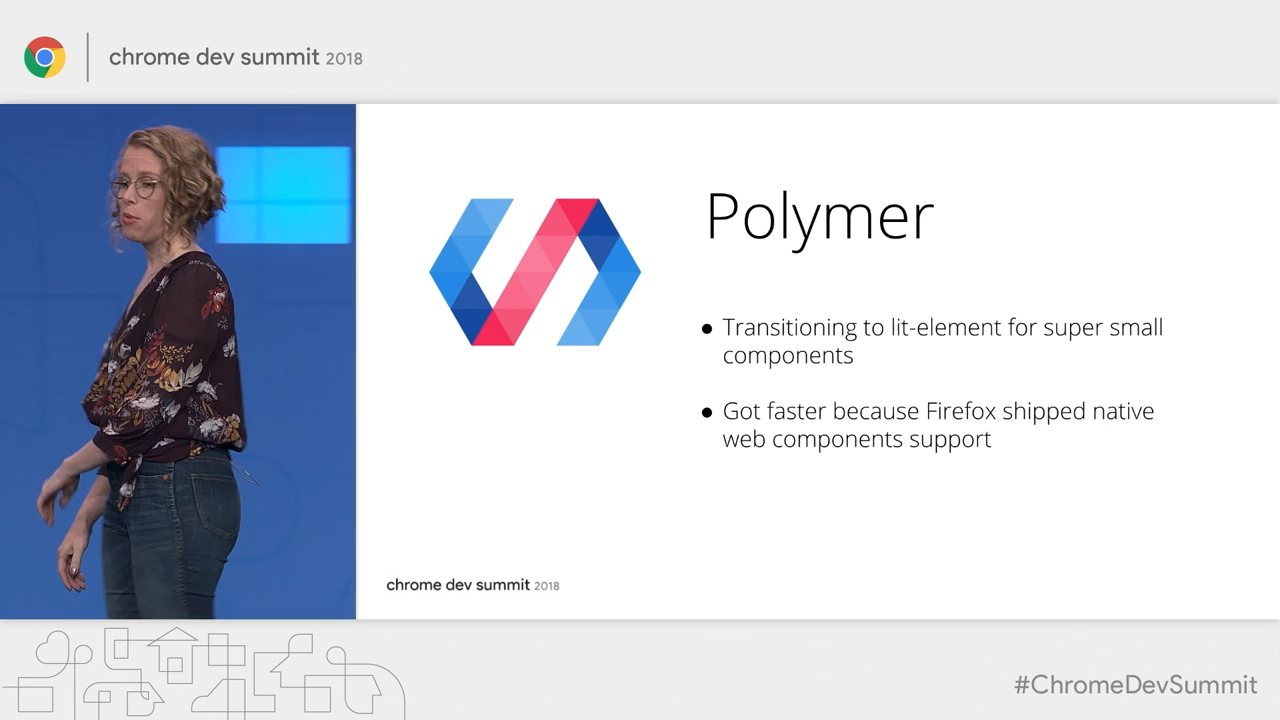 chrome dev summit 2018
Polymer
● Transitioning to lit-element for super small
components
● Got faster because Firefox shipped native
web components support
chrome dev summit 2018
#ChromeDevSummit